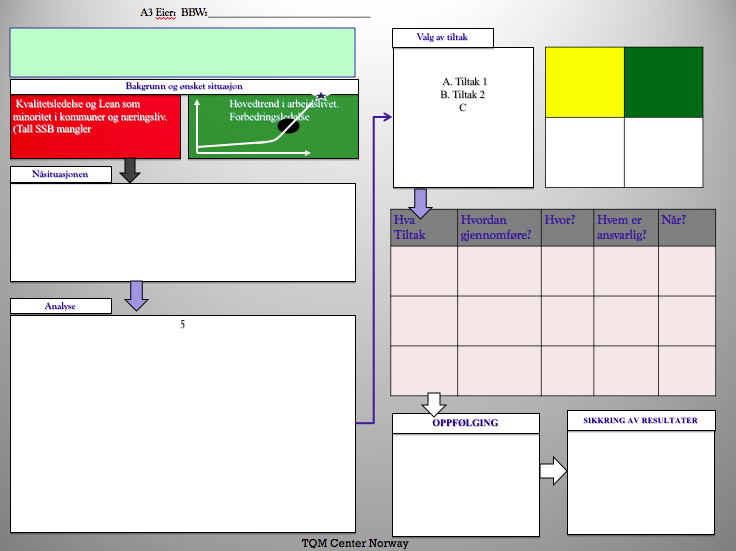 A3 Eier: BBW:
Bakgrunn og ønsket situasjon
Kvalitetsledelse og Lean som
minoritet i kommuner og næringsliv.
(Tall SSB mangler
Hovedtrend i arbeidslivet.
Forbedringsledelse
Nåsituasjonen
Analyse
5
Valg av tiltak
A. Tiltak 1
B. Tiltak 2
C
Hva
Tiltak
Hvordan
gjennomføre?
Hvor?
Hvem er
ansvarlig?
Når?
OPPFØLGING
SIKKRING AV RESULTATER
TQM Center Norway